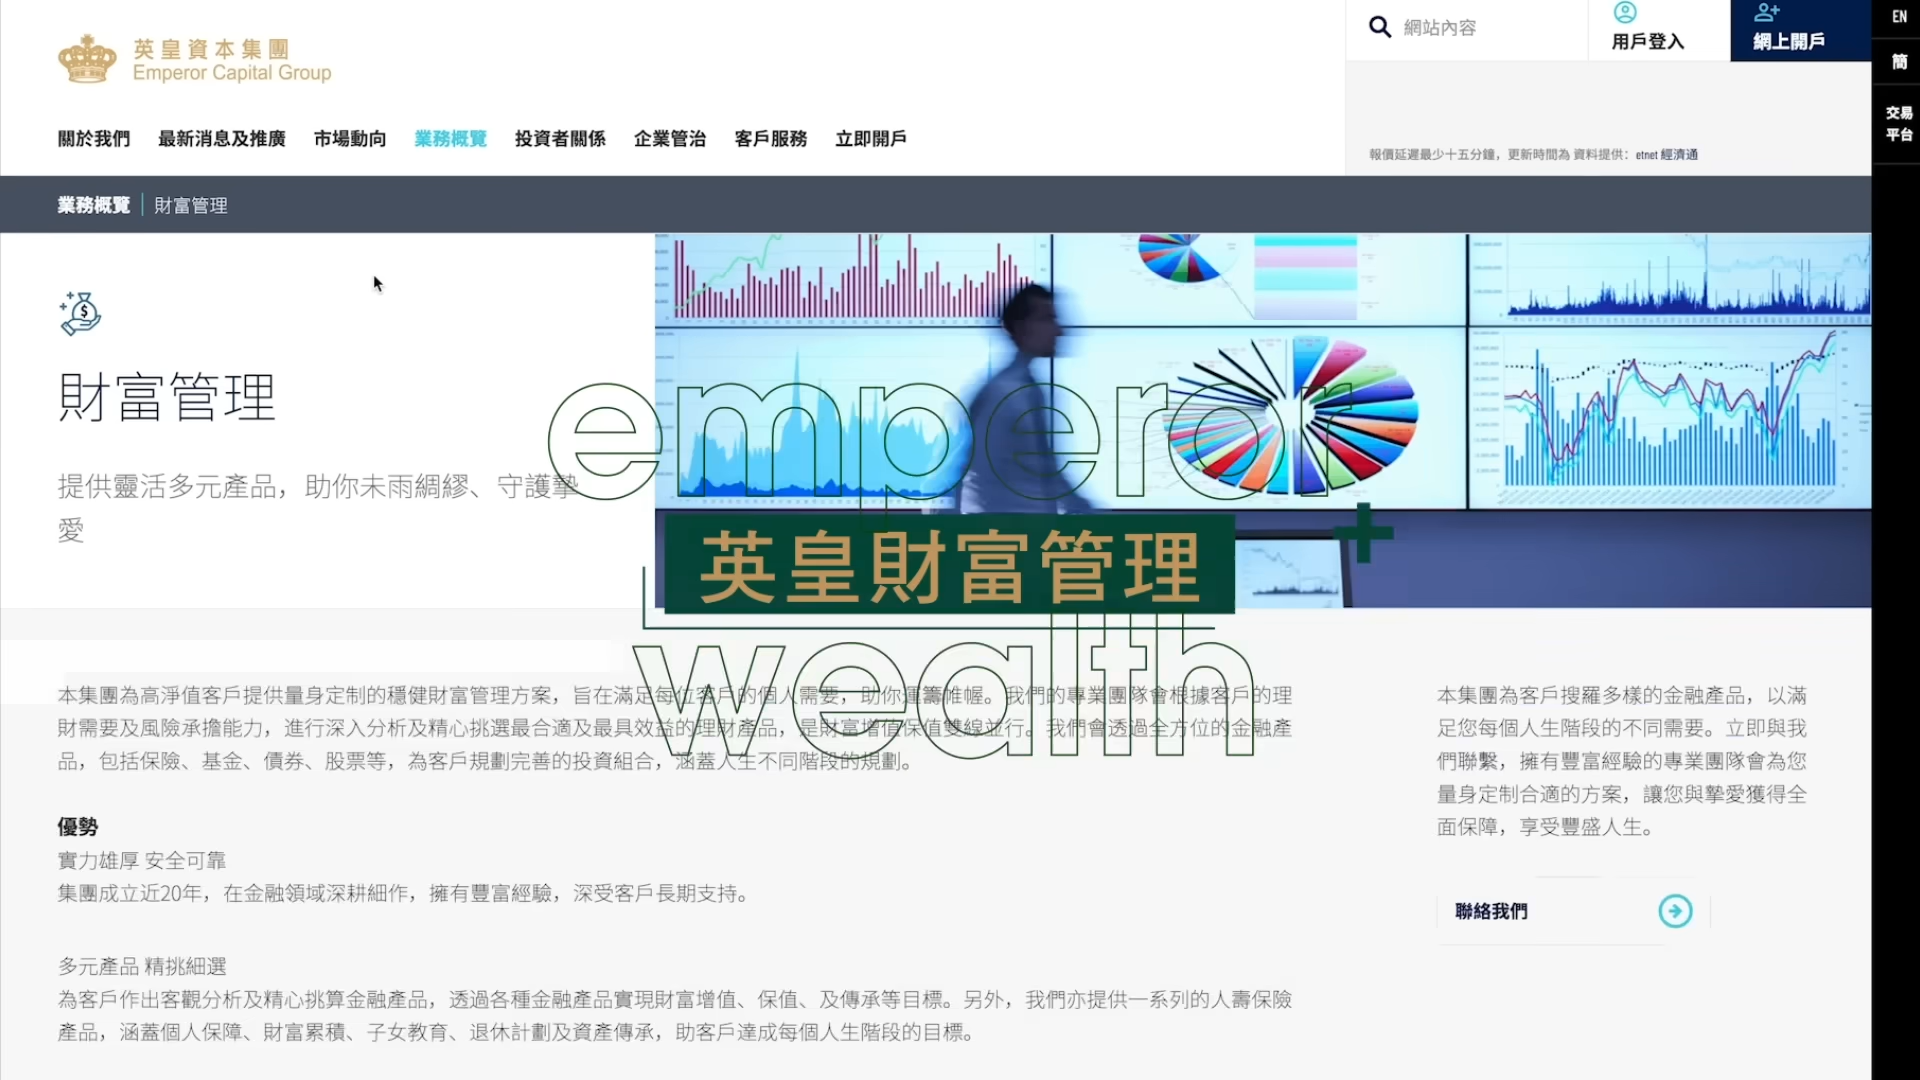 英皇資本集團
Emperor Capital Group
網站內容
用戶登入
網上開戶
EN
簡
交易
平台
關於我們 最新消息及推廣 市場動向 業務概覽 投資者關係 企業管治 客戶服務 立即開戶
報價延遲最少十五分鐘，更新時間為 資料提供：etnet 經濟通
業務概覽 財富管理
財富管理
提供靈活多元產品，助你未雨綢繆、守護摯
愛
emperor
英皇財富管理
wealth
本集團為高淨值客戶提供量身定制的穩健財富管理方案，旨在滿足每位客戶的個人需要，助你運籌帷幄。我們的專業團隊會根據客戶的理
財需要及風險承擔能力，進行深入分析及精心挑選最合適及最具效益的理財產品，是財富增值保值雙線並行。我們會透過全方位的金融產
品，包括保險、基金、債券、股票等，為客戶規劃完善的投資組合，涵蓋人生不同階段的規劃。
優勢
實力雄厚 安全可靠
集團成立近20年，在金融領域深耕細作，擁有豐富經驗，深受客戶長期支持。
多元產品 精挑細選
為客戶作出客觀分析及精心挑算金融產品，透過各種金融產品實現財富增值、保值、及傳承等目標。另外，我們亦提供一系列的人壽保險
產品，涵蓋個人保障、財富累積、子女教育、退休計劃及資產傳承，助客戶達成每個人生階段的目標。
本集團為客戶搜羅多樣的金融產品，以滿
足您每個人生階段的不同需要。立即與我
們聯繫，擁有豐富經驗的專業團隊會為您
量身定制合適的方案，讓您與摯愛獲得全
面保障，享受豐盛人生。
聯絡我們